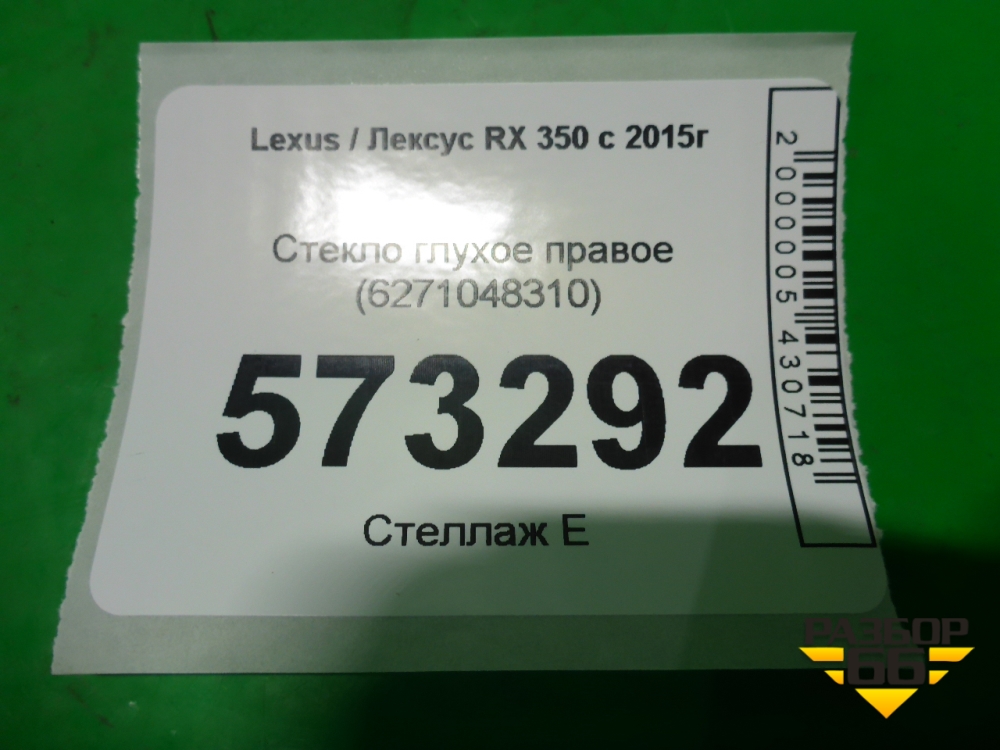 Lexus / Лексус RX 350 с 2015г
Стекло глухое правое
(6271048310)
573292
Стеллаж Е
2000005430718
РАЗБОР
66